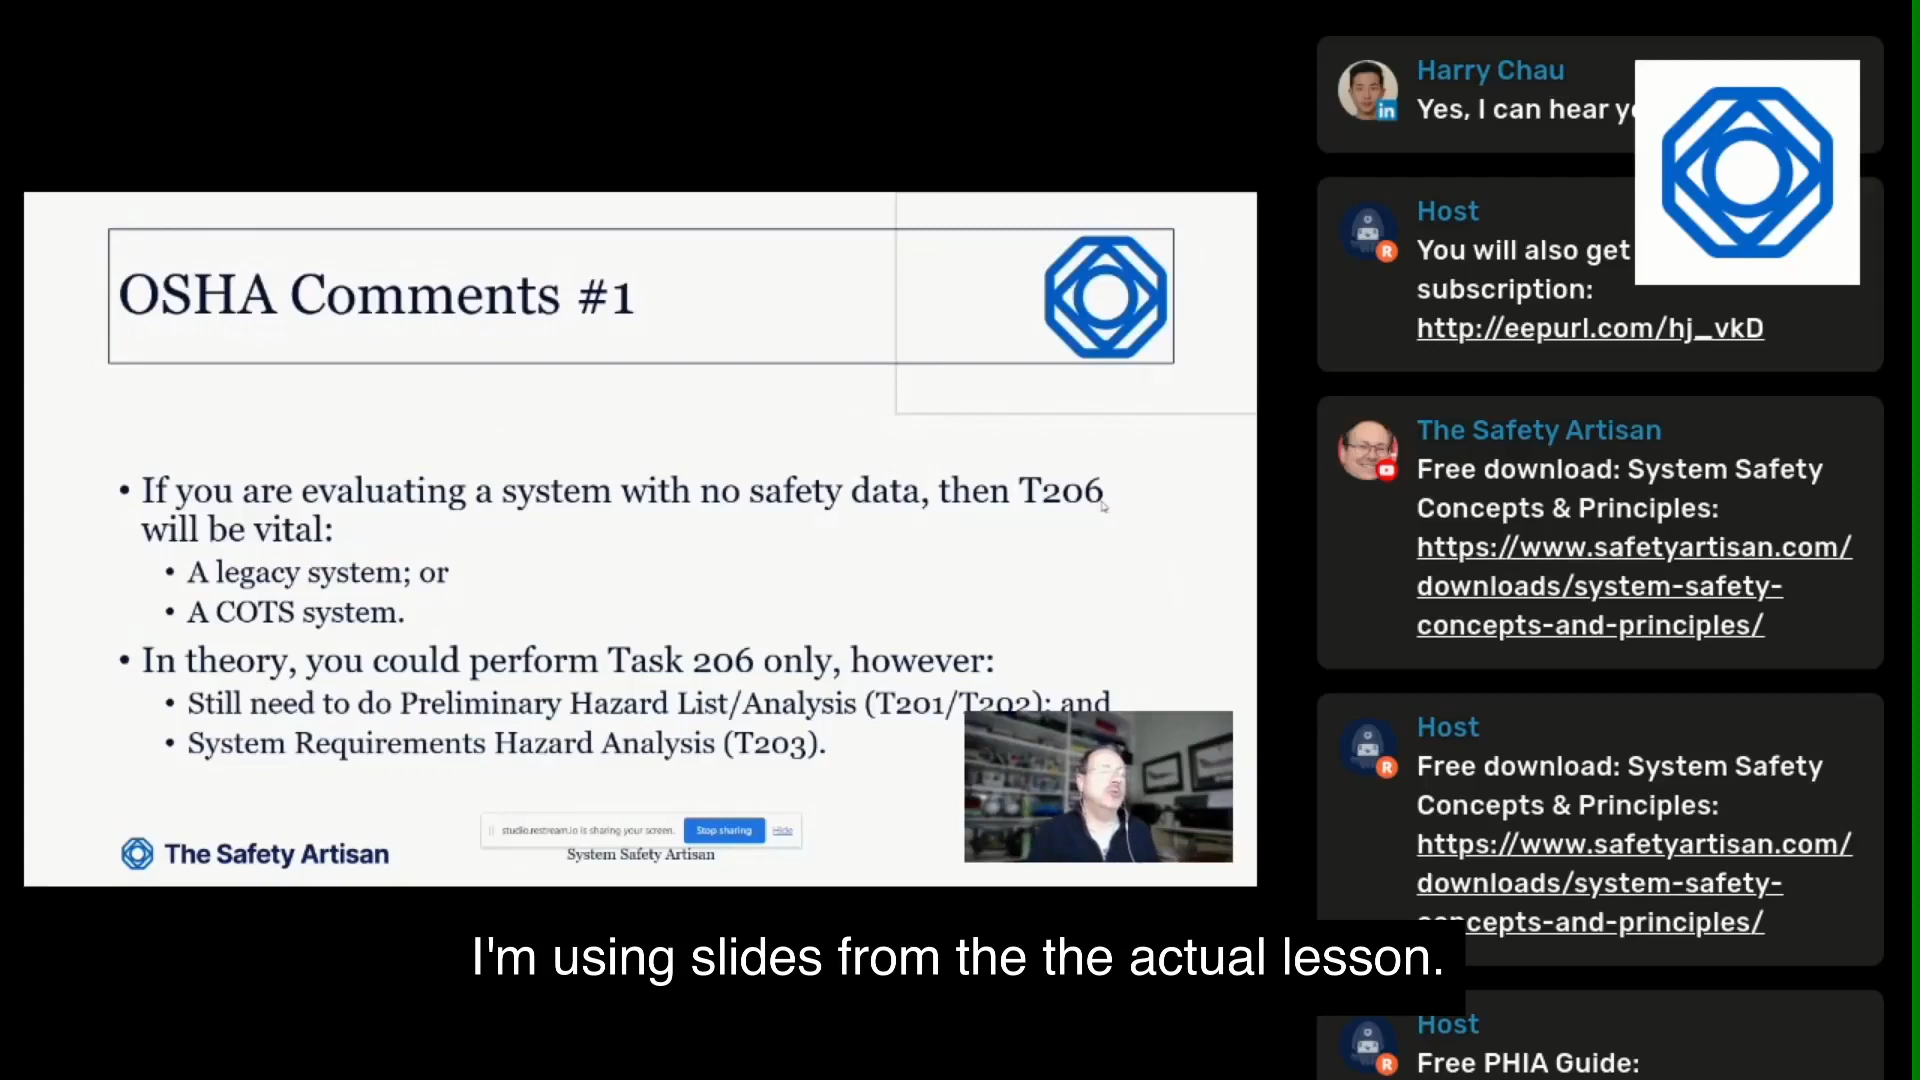 OSHA Comments #1
• If you are evaluating a system with no safety data, then T206
will be vital:
• A legacy system; or
• A COTS system.
• In theory, you could perform Task 206 only, however:
• Still need to do Preliminary Hazard List/Analysis (T201/T202); and
• System Requirements Hazard Analysis (T203).
studio.restream.io is sharing your screen.
Stop sharing
Hide
The Safety Artisan
System Safety Artisan
I'm using slides from the the actual lesson.
Harry Chau
in
Yes, I can hear
Host
R
You will also get
subscription:
http://eepurl.com/hj_vkD
The Safety Artisan
Free download: System Safety
Concepts & Principles:
https://www.safetyartisan.com/
downloads/system-safety-
concepts-and-principles/
Host
R
Free download: System Safety
Concepts & Principles:
https://www.safetyartisan.com/
downloads/system-safety-
concepts-and-principles/
Host
R
Free PHIA Guide: